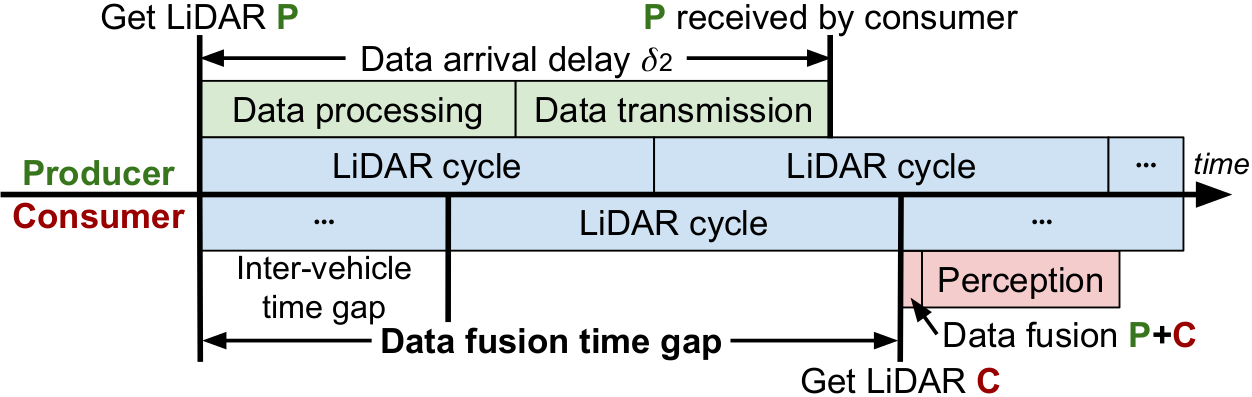 Get LiDAR P
P received by consumer
Data arrival delay δ2
Data processing
Data transmission
Producer
LiDAR cycle
LiDAR cycle
...
time
Consumer
...
LiDAR cycle
...
Inter-vehicle
time gap
Perception
Data fusion time gap
Data fusion P+C
Get LiDAR C